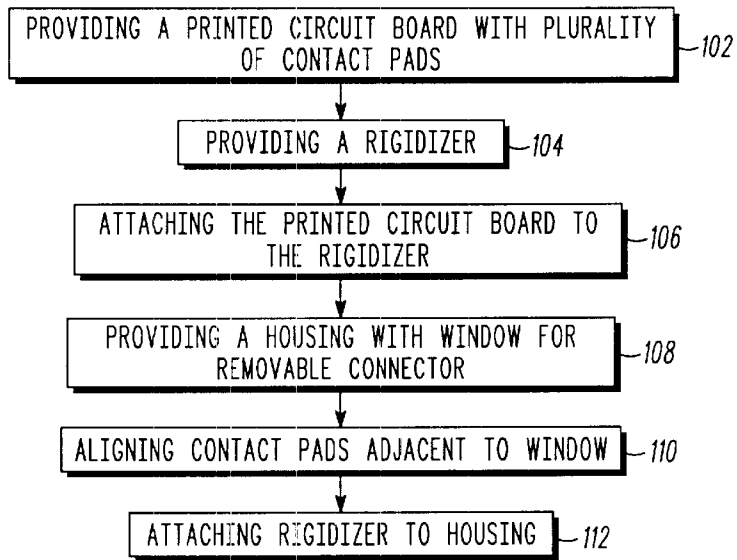 PROVIDING A PRINTED CIRCUIT BOARD WITH PLURALITY
OF CONTACT PADS
102
PROVIDING A RIGIDIZER
104
ATTACHING THE PRINTED CIRCUIT BOARD TO
THE RIGIDIZER
106
PROVIDING A HOUSING WITH WINDOW FOR
REMOVABLE CONNECTOR
108
ALIGNING CONTACT PADS ADJACENT TO WINDOW
110
ATTACHING RIGIDIZER TO HOUSING
112